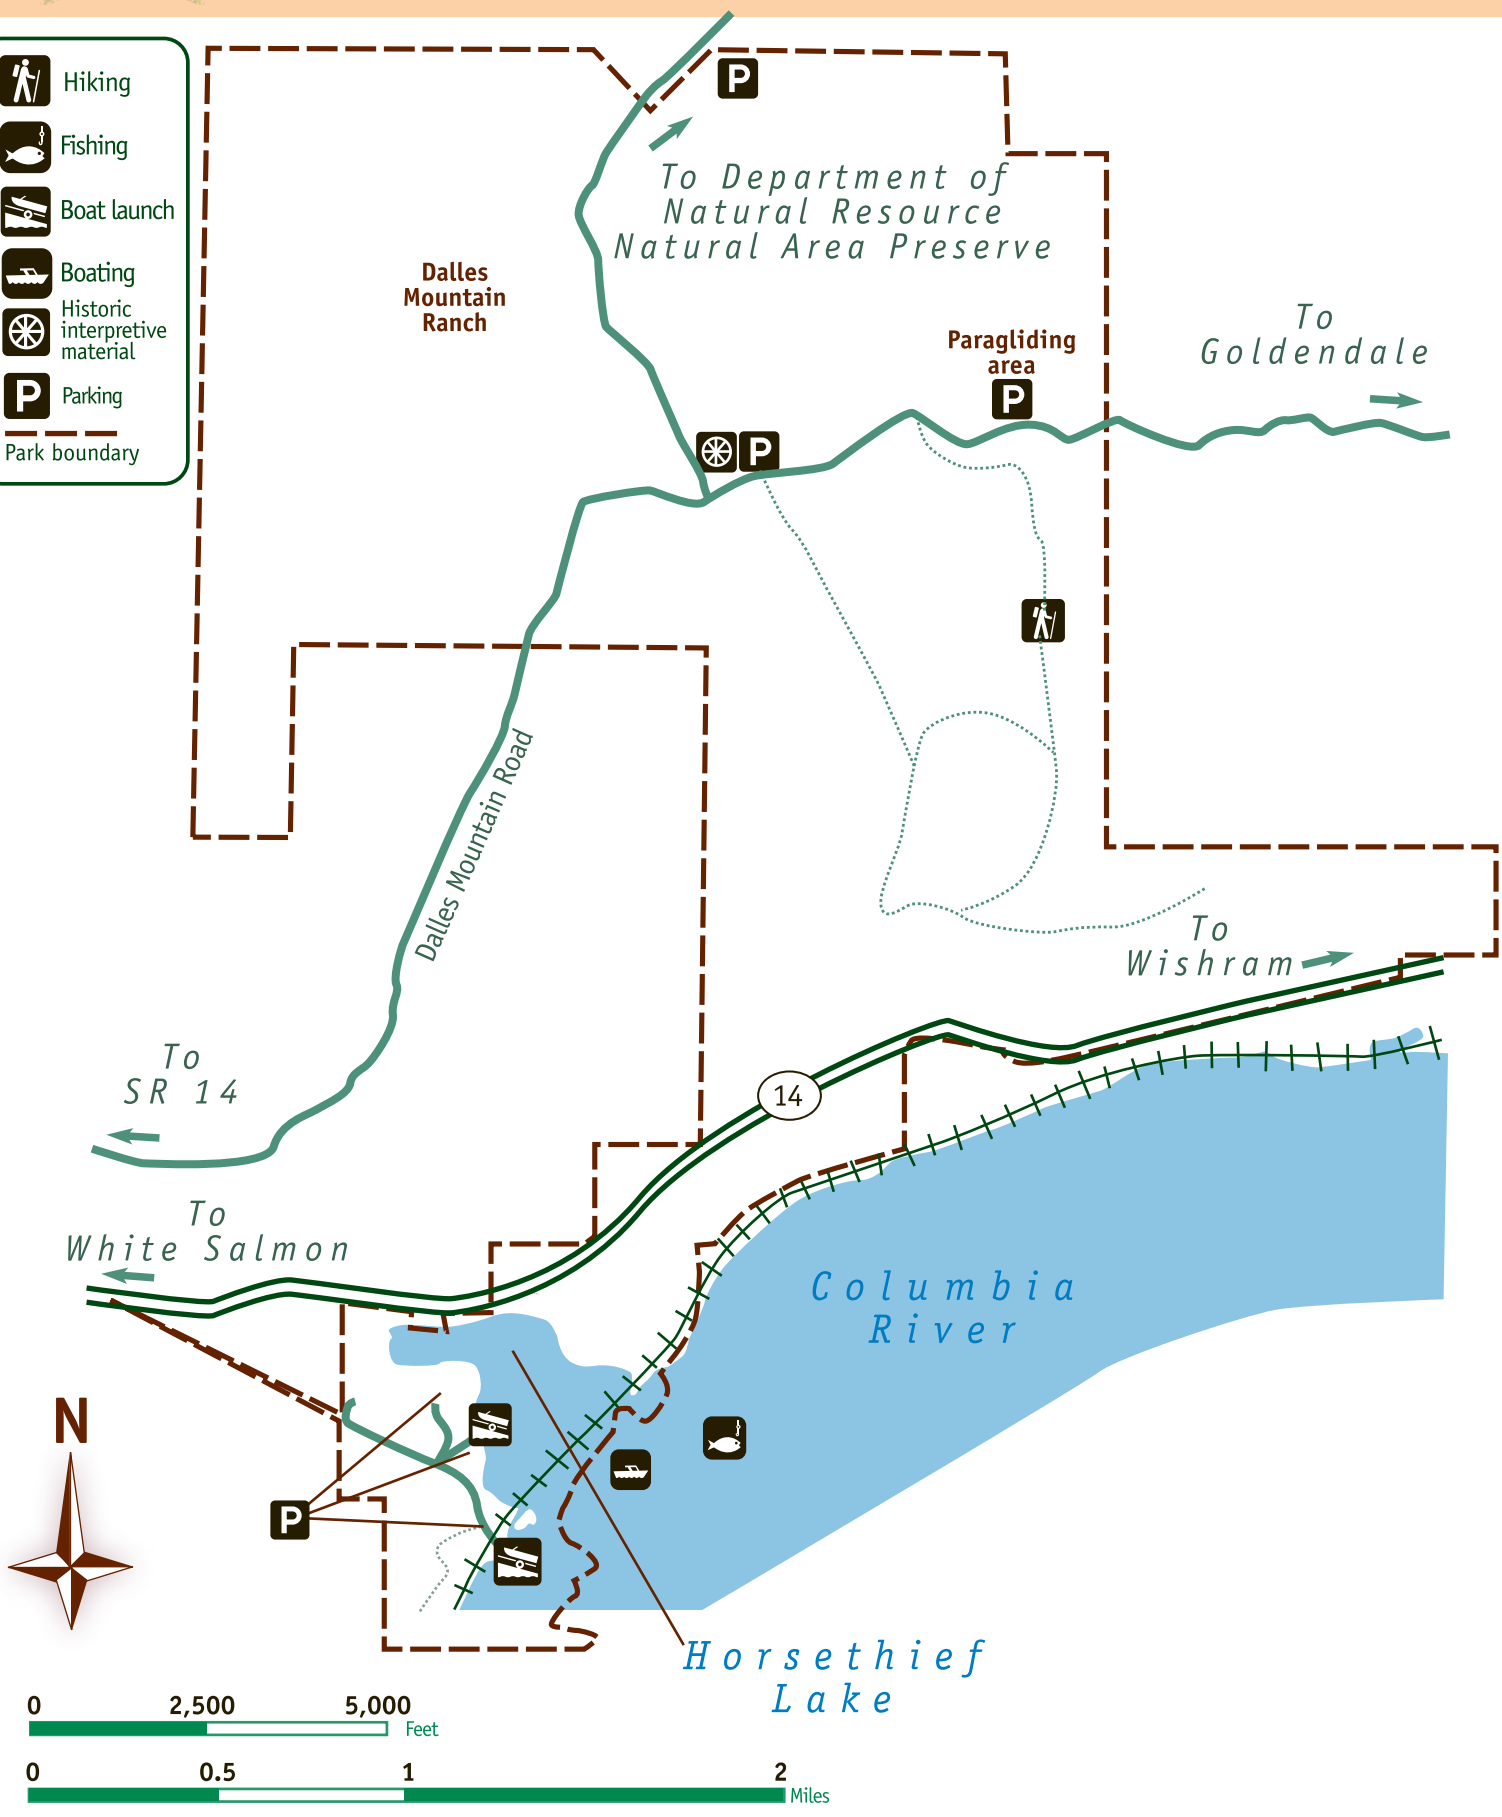 Hiking
Fishing
Boat launch
Boating
Historic
interpretive
material
P
Parking
Park boundary
P
To Department of
Natural Resource
Natural Area Preserve
Dalles
Mountain
Ranch
Paragliding
area
P
To
Goldendale
P
Dalles Mountain Road
To
Wishram
To
SR 14
14
To
White Salmon
Columbia
River
N
P
Horsethief
Lake
0 2,500 5,000
Feet
0 0.5 1 2
Miles